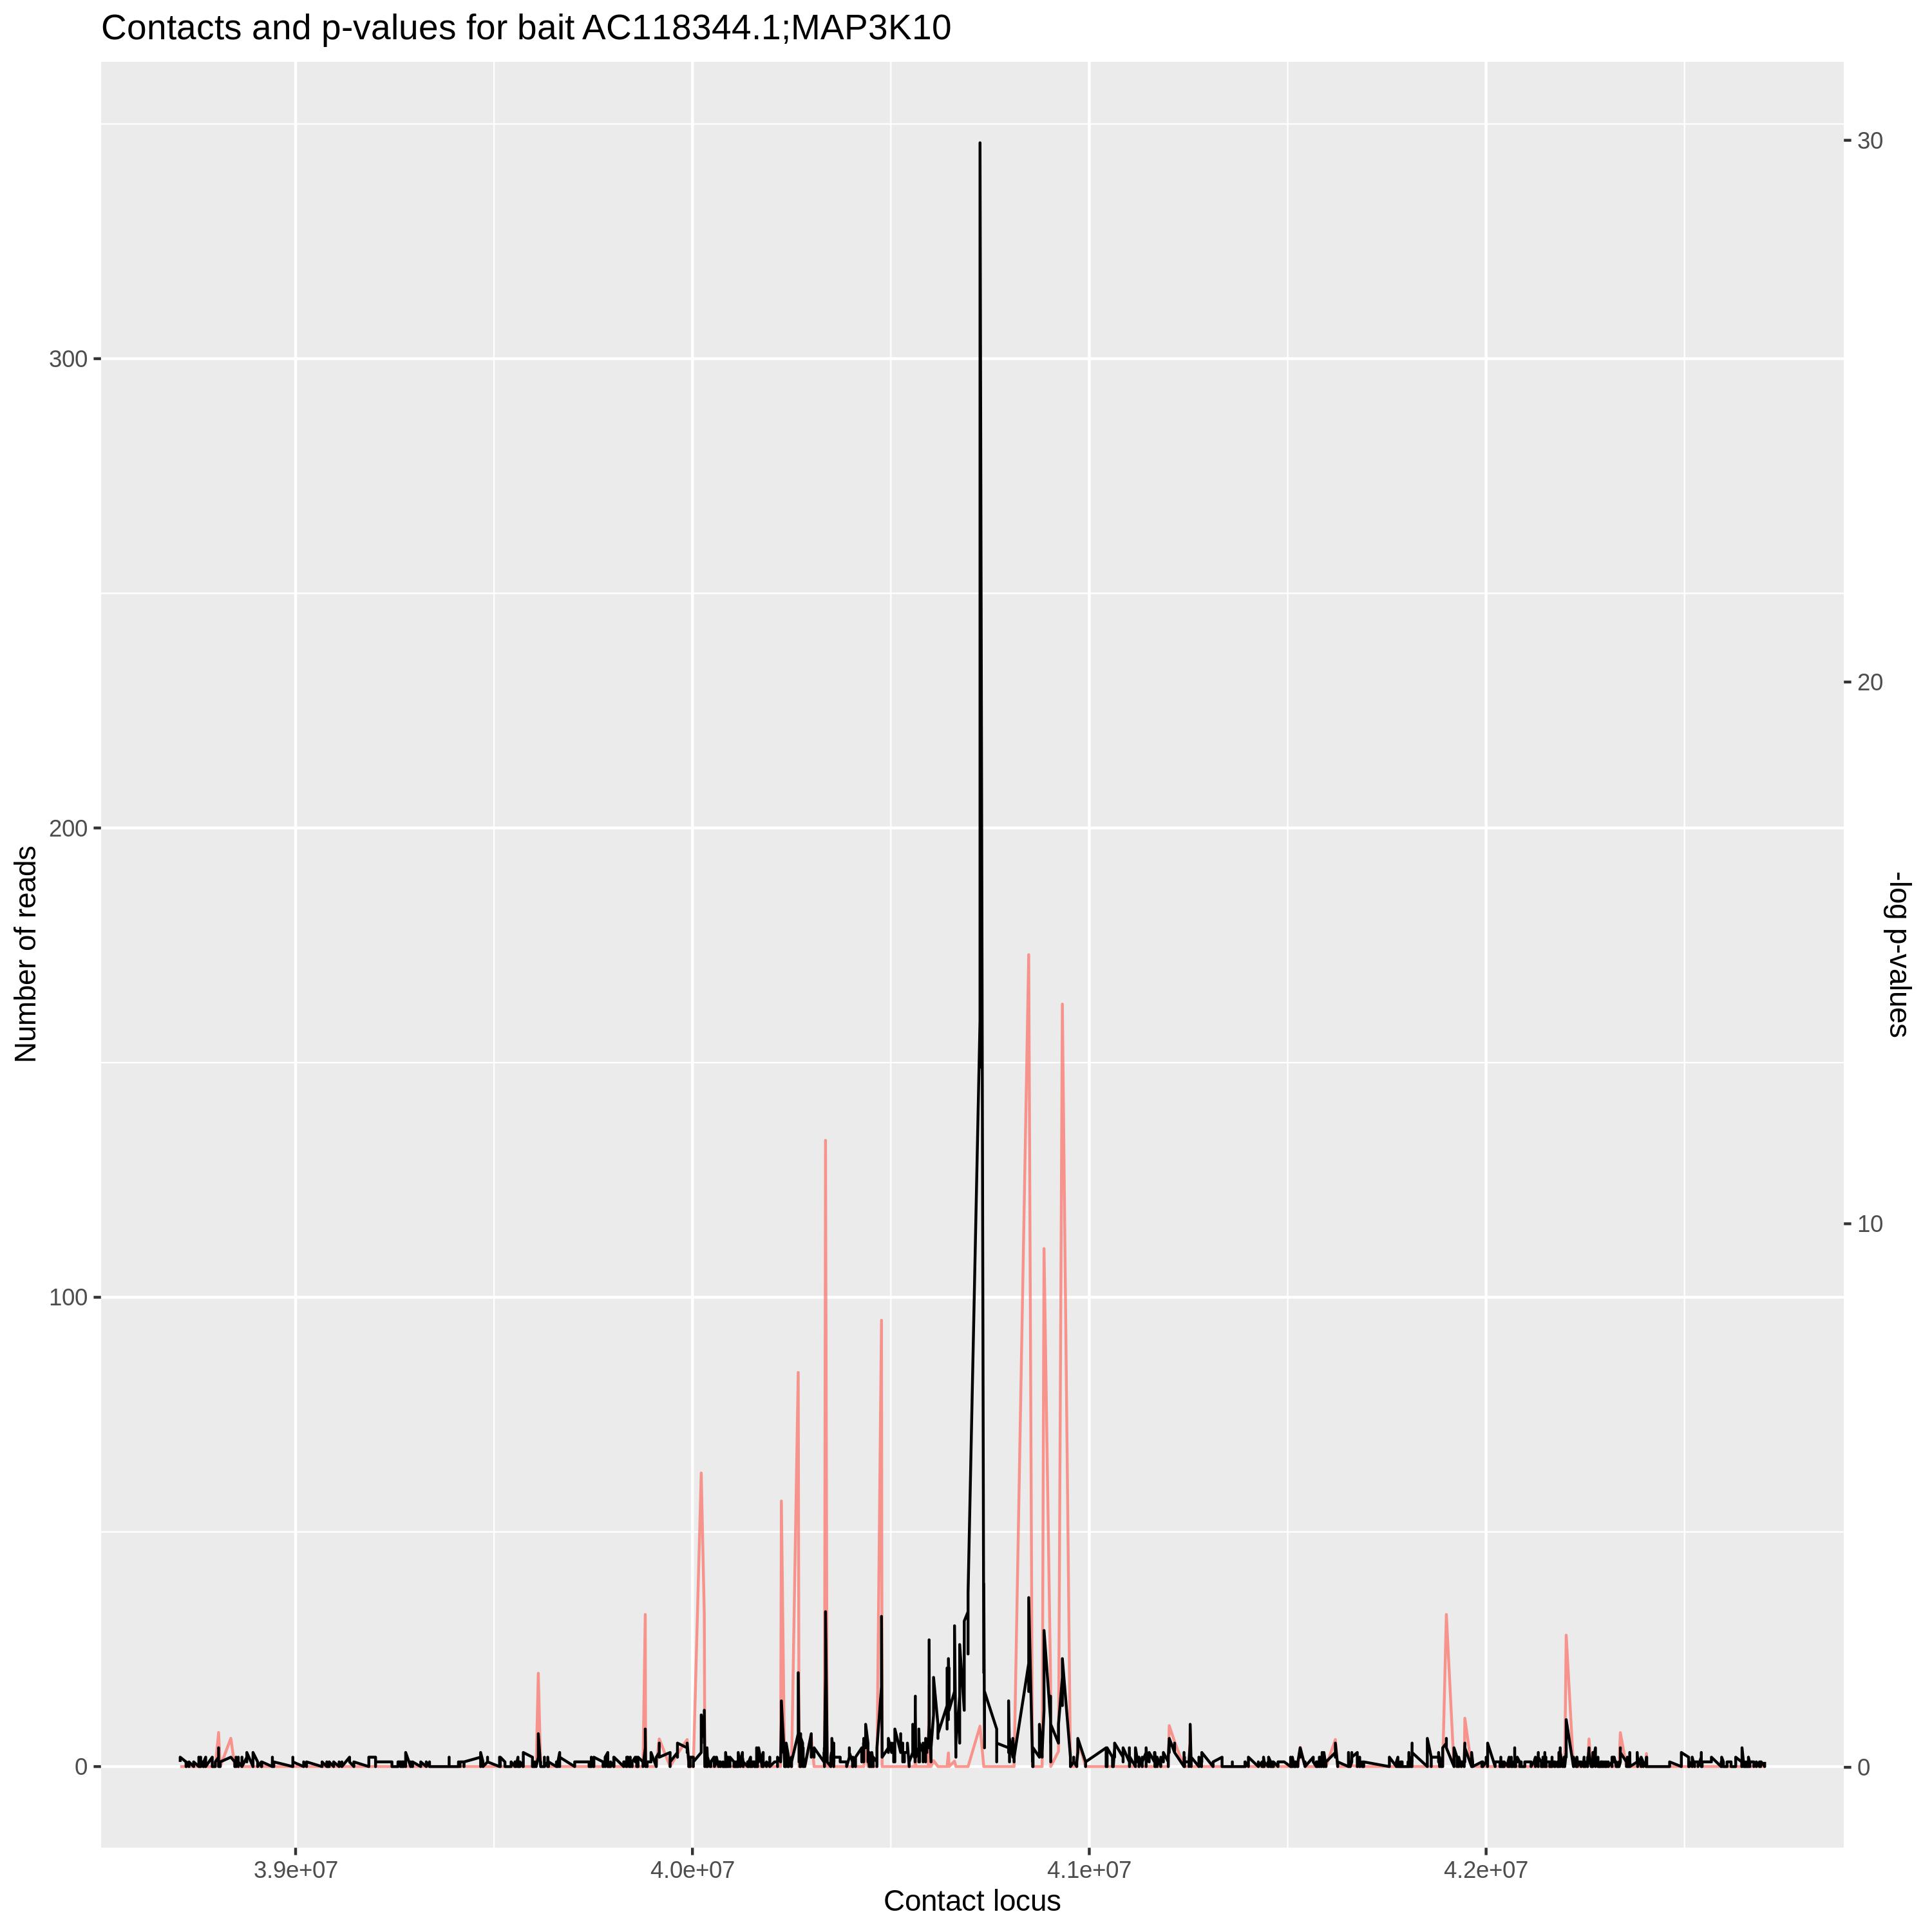 Contacts and p-values for bait AC118344.1;MAP3K10
Number of reads
300
200
100
0
30
20
10
0
-log p-values
3.9e+07
4.0e+07
4.1e+07
4.2e+07
Contact locus